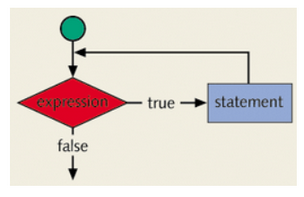 expression
true
statement
false